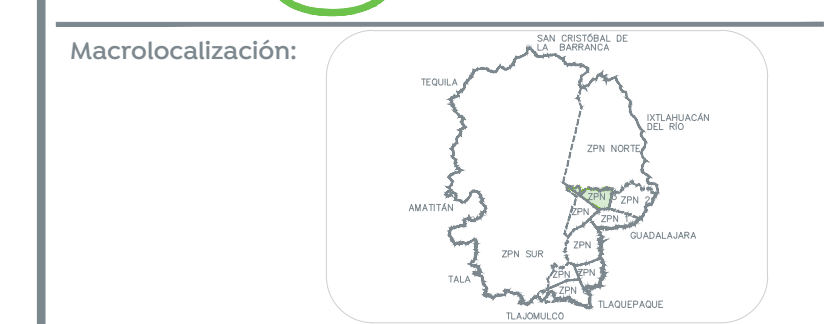 Macrolocalización:
SAN CRISTÓBAL DE
LA BARRANCA
TEQUILA
IXTLAHUACÁN
DEL RÍO
ZPN NORTE
ZPN
ZPN 2
AMATITÁN
ZPN
ZPN 1
GUADALAJARA
ZPN
ZPN SUR
ZPN
ZPN
TALA
ZPN
TLAQUEPAQUE
TLAJOMULCO